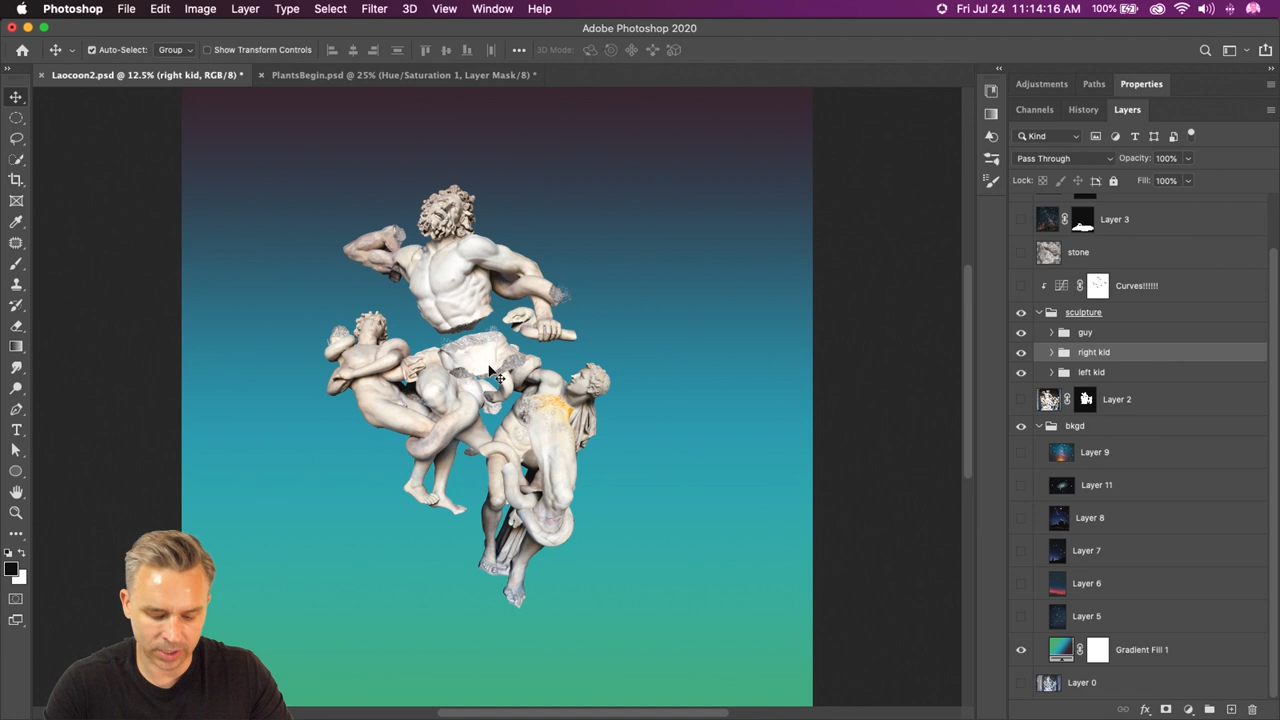 Photoshop File Edit Image Layer Type Select Filter 3D View Window Help 100% Fri Jul 24 11:14:16 AM
Adobe Photoshop 2020
Auto-Select: Group Show Transform Controls 3D Mode:
Laocoon2.psd @ 12.5% (right kid, RGB/8) * PlantsBegin.psd @ 25% (Hue/Saturation 1, Layer Mask/8) *
Adjustments Paths Properties
Channels History Layers
Kind
Pass Through Opacity: 100%
Lock: Fill: 100%
Layer 3
stone
Curves!!!!!!
sculpture
guy
right kid
left kid
Layer 2
bkgd
Layer 9
Layer 11
Layer 8
Layer 7
Layer 6
Layer 5
Gradient Fill 1
Layer 0